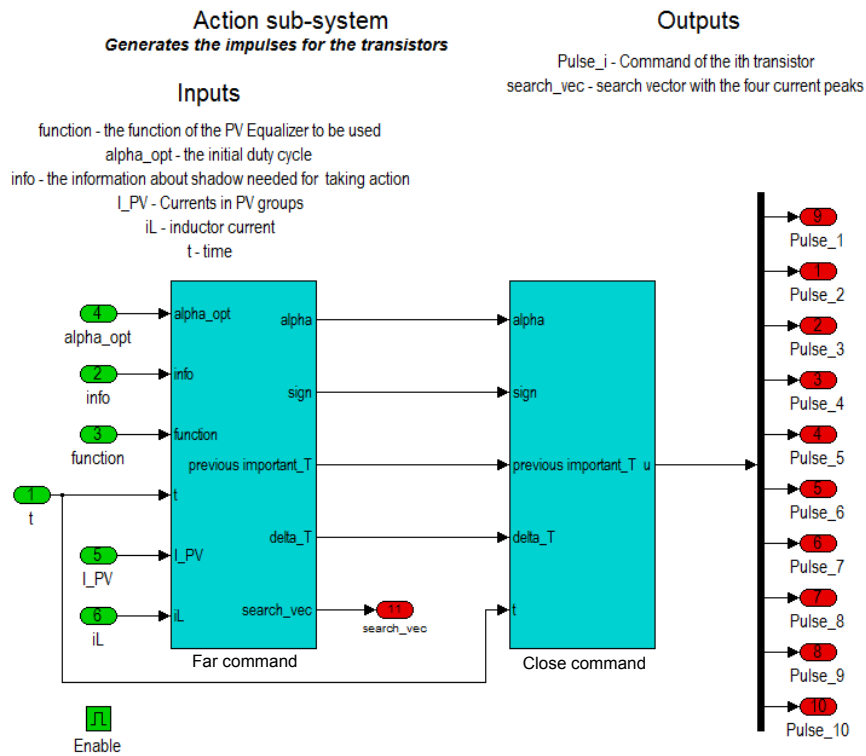 Action sub-system
Generates the impulses for the transistors
Outputs
Pulse_i - Command of the ith transistor
search_vec - search vector with the four current peaks
Inputs
function - the function of the PV Equalizer to be used
alpha_opt - the initial duty cycle
info - the information about shadow needed for taking action
I_PV - Currents in PV groups
iL - inductor current
t - time
4
alpha_opt
2
info
3
function
1
t
5
I_PV
6
iL
Enable
alpha_opt
info
function
t
I_PV
iL
alpha
sign
previous important_T
delta_T
search_vec
Far command
11
search_vec
alpha
sign
previous important_T u
delta_T
t
Close command
9
Pulse_1
1
Pulse_2
2
Pulse_3
3
Pulse_4
4
Pulse_5
5
Pulse_6
6
Pulse_7
7
Pulse_8
8
Pulse_9
10
Pulse_10